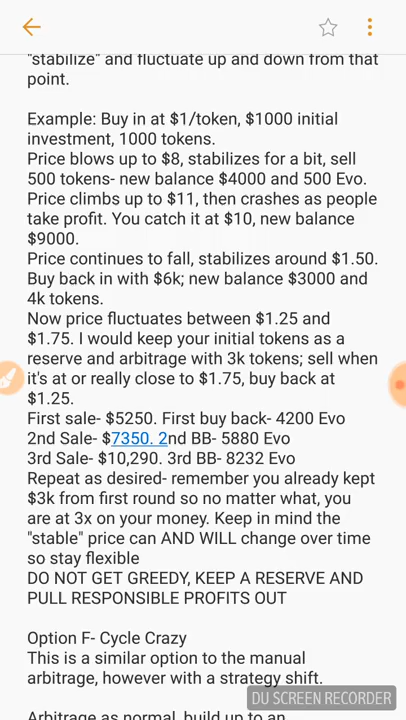 "stabilize" and fluctuate up and down from that
point.
Example: Buy in at $1/token, $1000 initial
investment, 1000 tokens.
Price blows up to $8, stabilizes for a bit, sell
500 tokens- new balance $4000 and 500 Evo.
Price climbs up to $11, then crashes as people
take profit. You catch it at $10, new balance
$9000.
Price continues to fall, stabilizes around $1.50.
Buy back in with $6k; new balance $3000 and
4k tokens.
Now price fluctuates between $1.25 and
$1.75. I would keep your initial tokens as a
reserve and arbitrage with 3k tokens; sell when
it's at or really close to $1.75, buy back at
$1.25.
First sale- $5250. First buy back- 4200 Evo
2nd Sale- $7350. 2nd BB- 5880 Evo
3rd Sale- $10,290. 3rd BB- 8232 Evo
Repeat as desired- remember you already kept
$3k from first round so no matter what, you
are at 3x on your money. Keep in mind the
"stable" price can AND WILL change over time
so stay flexible
DO NOT GET GREEDY, KEEP A RESERVE AND
PULL RESPONSIBLE PROFITS OUT
Option F- Cycle Crazy
This is a similar option to the manual
arbitrage, however with a strategy shift.
DU SCREEN RECORDER
Arbitrage as normal, build up to an